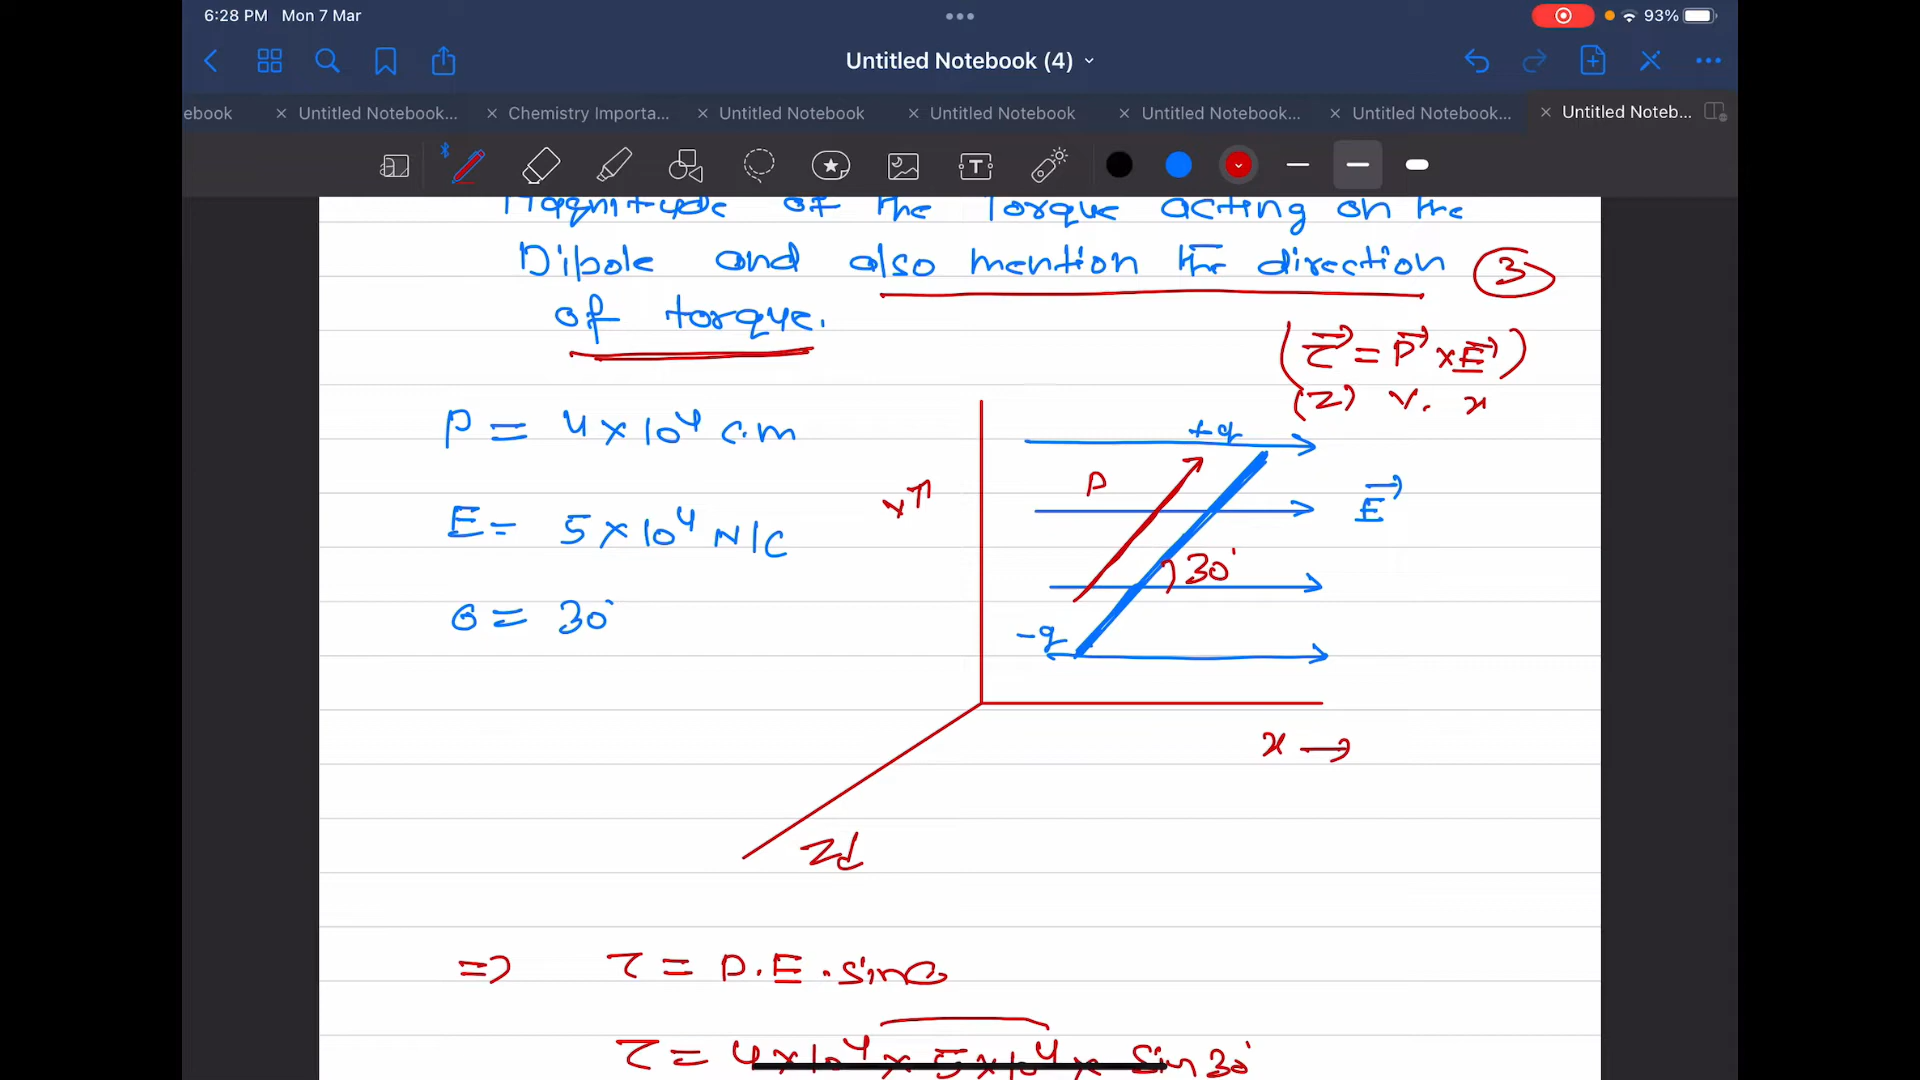 6:28 PM Mon 7 Mar
93%
Untitled Notebook (4)
ebook
Untitled Notebook...
Chemistry Importa...
Untitled Notebook
Untitled Notebook
Untitled Notebook...
Untitled Notebook...
Untitled Noteb...
Magnitude of the Torque acting on the
Dipole and also mention the direction (3)
of torque.
(τ⃗ = P⃗ × E⃗)
(Z) Y. x
P = 4×10⁴ C.m
+q
P
Y↑
E⃗
E = 5×10⁴ N/C
30°
θ = 30°
-q
x →
Z↓
=> τ = P.E.sinθ
τ = 4×10⁴ × 5×10⁴ × sin30°